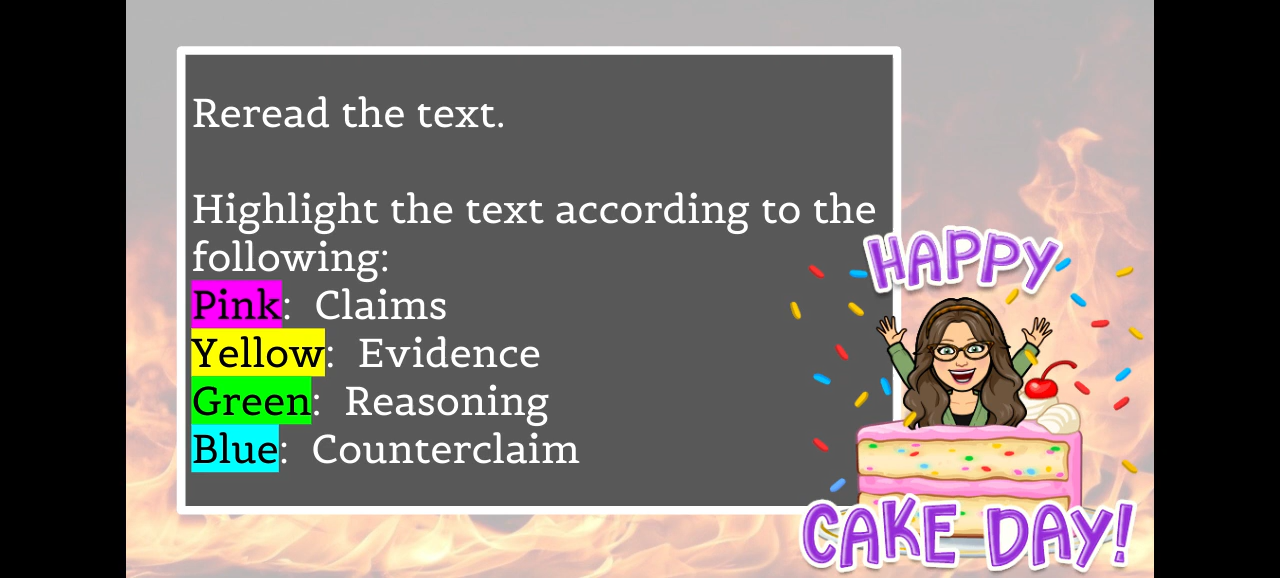 Reread the text.
Highlight the text according to the
following:
Pink:  Claims
Yellow:  Evidence
Green:  Reasoning
Blue:  Counterclaim
HAPPY
CAKE DAY!